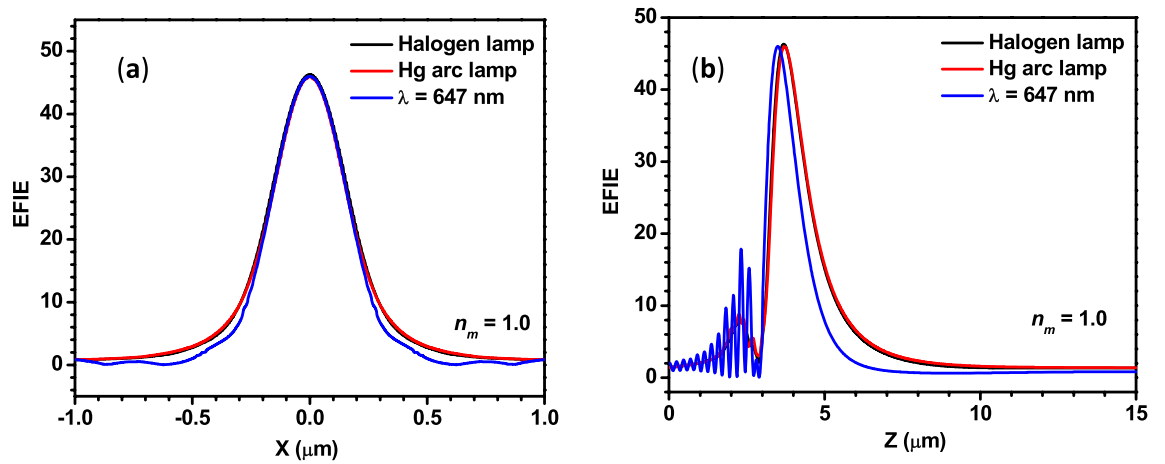 (a)
Halogen lamp
Hg arc lamp
λ = 647 nm
50
40
30
20
10
0
EFIE
nm = 1.0
-1.0 -0.5 0.0 0.5 1.0
X (μm)
(b)
Halogen lamp
Hg arc lamp
λ = 647 nm
50
40
30
20
10
0
EFIE
nm = 1.0
0 5 10 15
Z (μm)